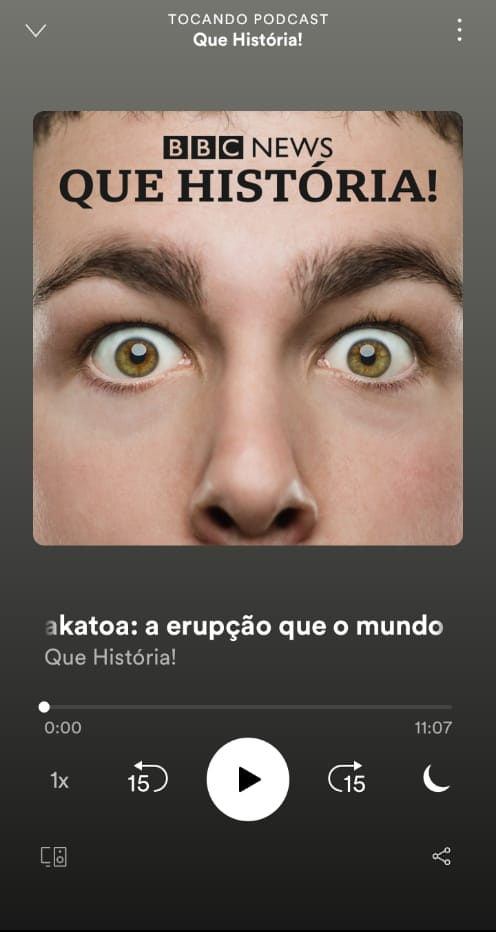 TOCANDO PODCAST
Que História!
BBC NEWS
QUE HISTÓRIA!
akatoa: a erupção que o mundo
Que História!
0:00 11:07
1x 15 15